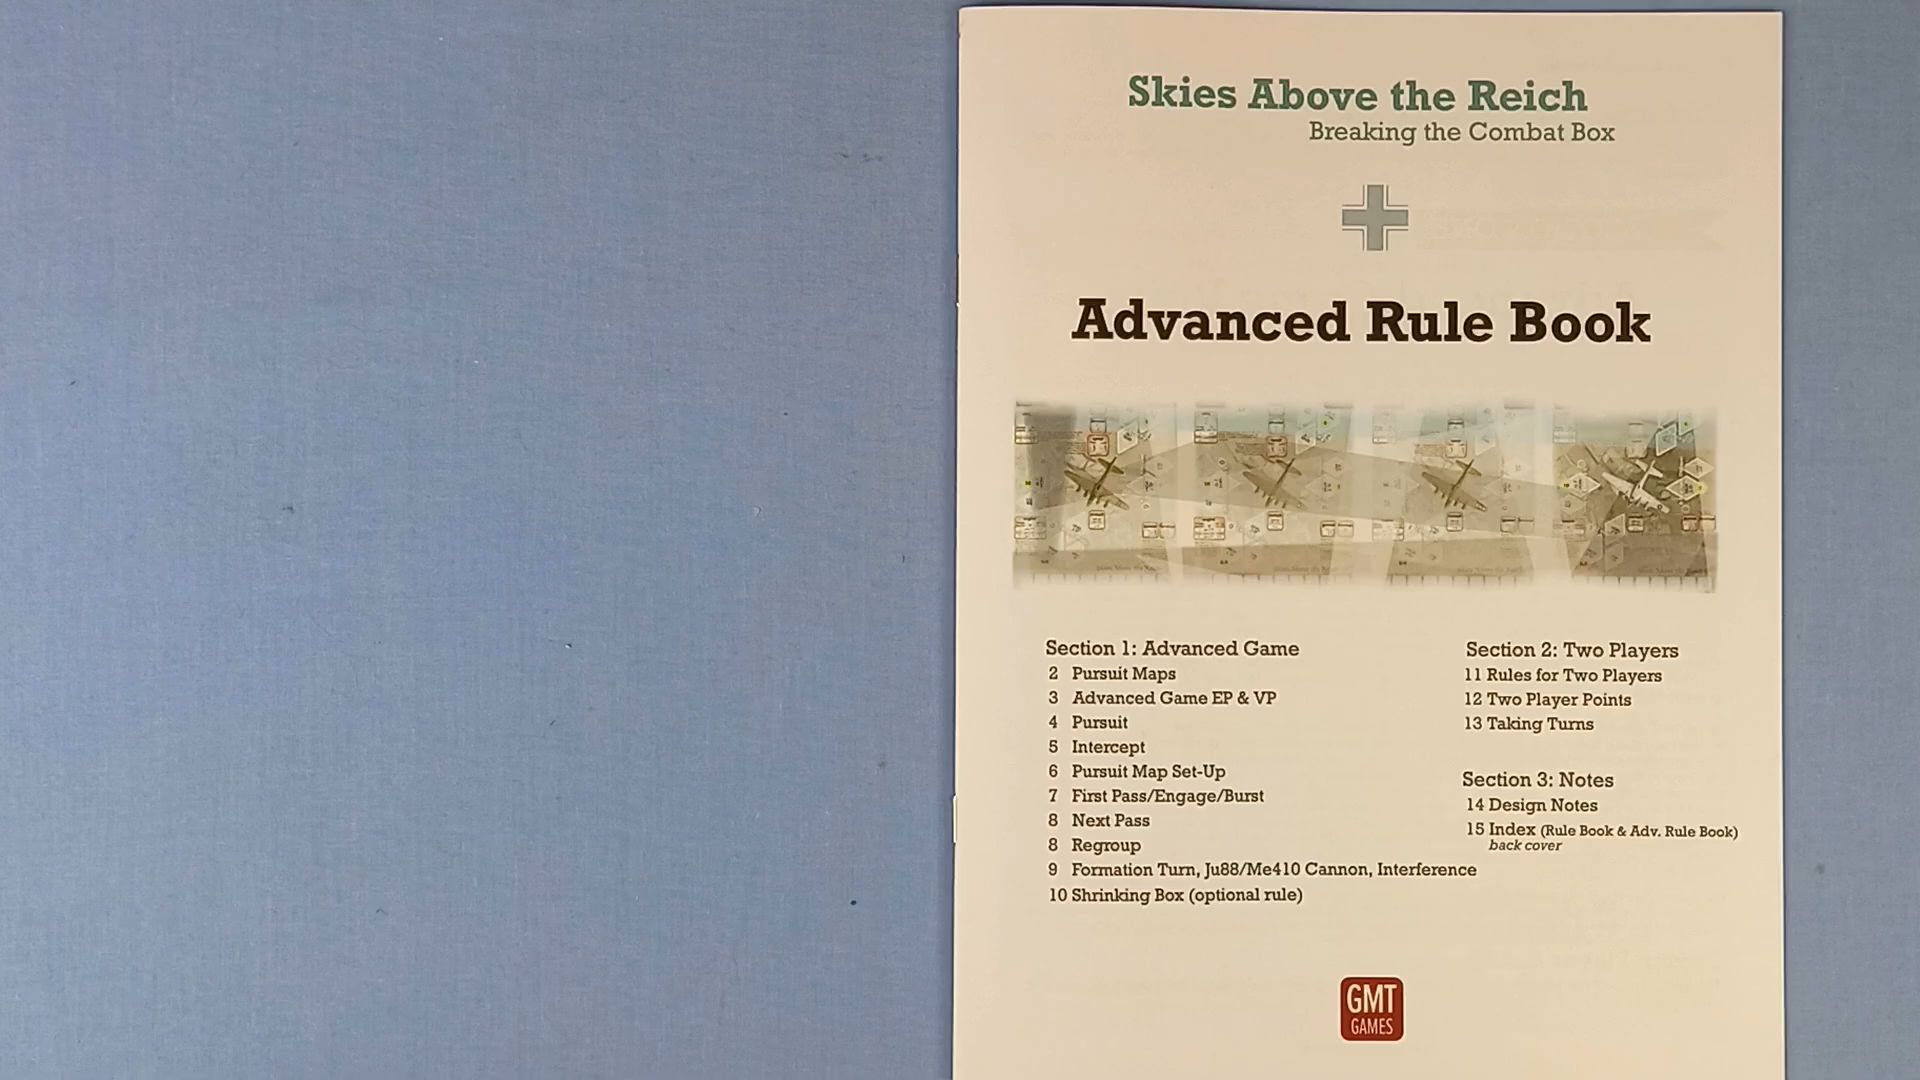 Skies Above the Reich
Breaking the Combat Box
Advanced Rule Book
Section 1: Advanced Game
2 Pursuit Maps
3 Advanced Game EP & VP
4 Pursuit
5 Intercept
6 Pursuit Map Set-Up
7 First Pass/Engage/Burst
8 Next Pass
8 Regroup
9 Formation Turn, Ju88/Me410 Cannon, Interference
10 Shrinking Box (optional rule)
Section 2: Two Players
11 Rules for Two Players
12 Two Player Points
13 Taking Turns
Section 3: Notes
14 Design Notes
15 Index (Rule Book & Adv. Rule Book)
back cover
GMT
GAMES